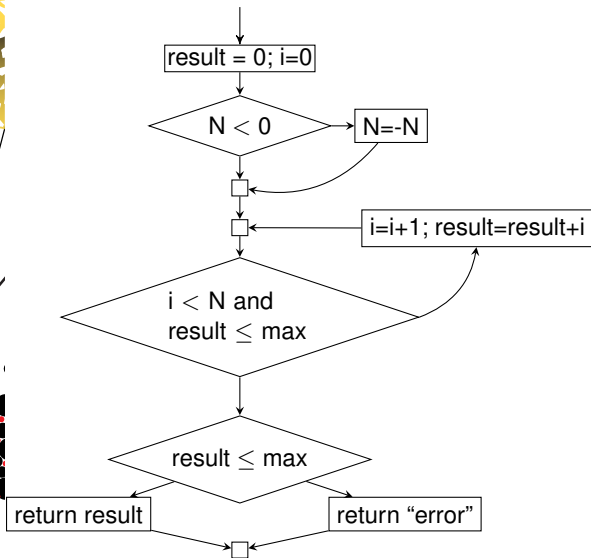 result = 0; i=0
N < 0
N=-N
i=i+1; result=result+i
i < N and
result ≤ max
result ≤ max
return result
return “error”